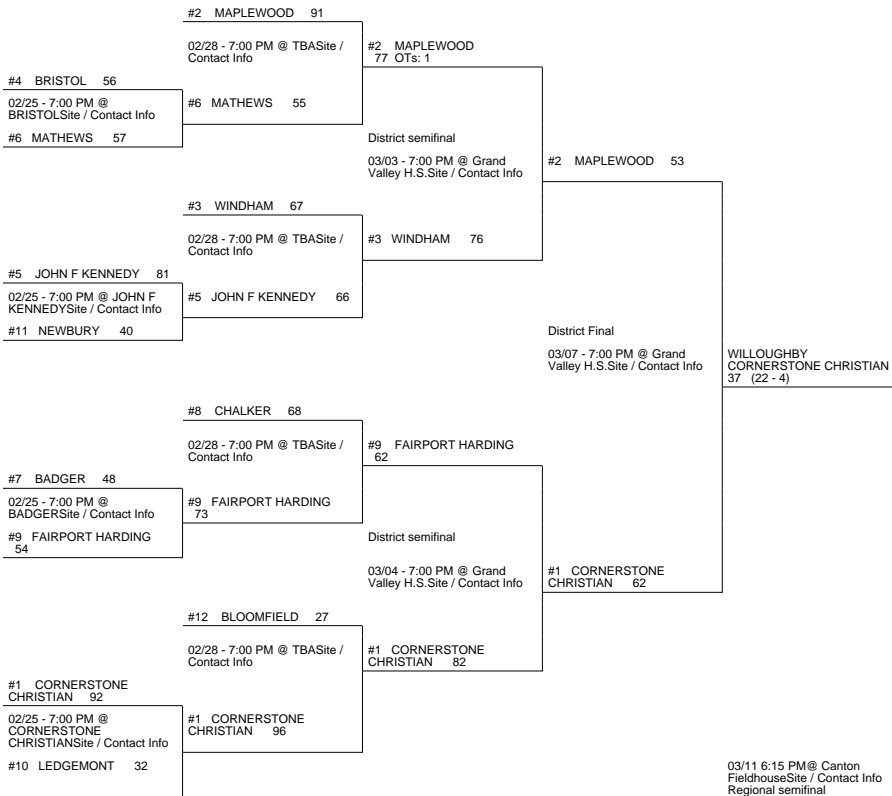 #2 MAPLEWOOD 91
02/28 - 7:00 PM @ TBASite /
Contact Info
#2 MAPLEWOOD
77 OTs: 1
#4 BRISTOL 56
02/25 - 7:00 PM @
BRISTOLSite / Contact Info
#6 MATHEWS 55
#6 MATHEWS 57
District semifinal
03/03 - 7:00 PM @ Grand
Valley H.S.Site / Contact Info
#2 MAPLEWOOD 53
#3 WINDHAM 67
02/28 - 7:00 PM @ TBASite /
Contact Info
#3 WINDHAM 76
#5 JOHN F KENNEDY 81
02/25 - 7:00 PM @ JOHN F
KENNEDYSite / Contact Info
#5 JOHN F KENNEDY 66
#11 NEWBURY 40
District Final
03/07 - 7:00 PM @ Grand
Valley H.S.Site / Contact Info
WILLOUGHBY
CORNERSTONE CHRISTIAN
37 (22 - 4)
#8 CHALKER 68
02/28 - 7:00 PM @ TBASite /
Contact Info
#9 FAIRPORT HARDING
62
#7 BADGER 48
02/25 - 7:00 PM @
BADGERSite / Contact Info
#9 FAIRPORT HARDING
73
#9 FAIRPORT HARDING
54
District semifinal
03/04 - 7:00 PM @ Grand
Valley H.S.Site / Contact Info
#1 CORNERSTONE
CHRISTIAN 62
#12 BLOOMFIELD 27
02/28 - 7:00 PM @ TBASite /
Contact Info
#1 CORNERSTONE
CHRISTIAN 82
#1 CORNERSTONE
CHRISTIAN 92
02/25 - 7:00 PM @
CORNERSTONE
CHRISTIANSite / Contact Info
#1 CORNERSTONE
CHRISTIAN 96
#10 LEDGEMONT 32
03/11 6:15 PM@ Canton
FieldhouseSite / Contact Info
Regional semifinal